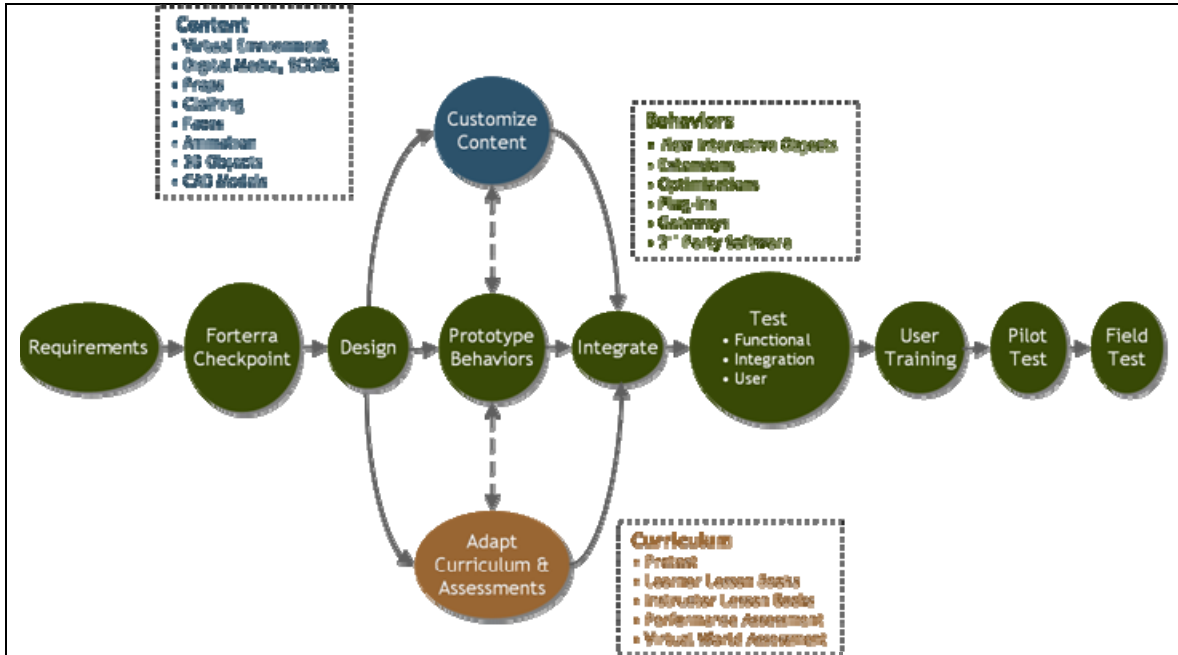 Content
• Virtual Environment
• Digital Media, SCORM
• Props
• Clothing
• Faces
• Animation
• 3D Objects
• CAD Models
Customize
Content
Behaviors
• New Interactive Objects
• Extensions
• Optimizations
• Plug-ins
• Gateways
• 3rd Party Software
Requirements
Forterra
Checkpoint
Design
Prototype
Behaviors
Integrate
Test
• Functional
• Integration
• User
User
Training
Pilot
Test
Field
Test
Adapt
Curriculum &
Assessments
Curriculum
• Pretest
• Learner Lesson Books
• Instructor Lesson Books
• Performance Assessment
• Virtual World Assessment